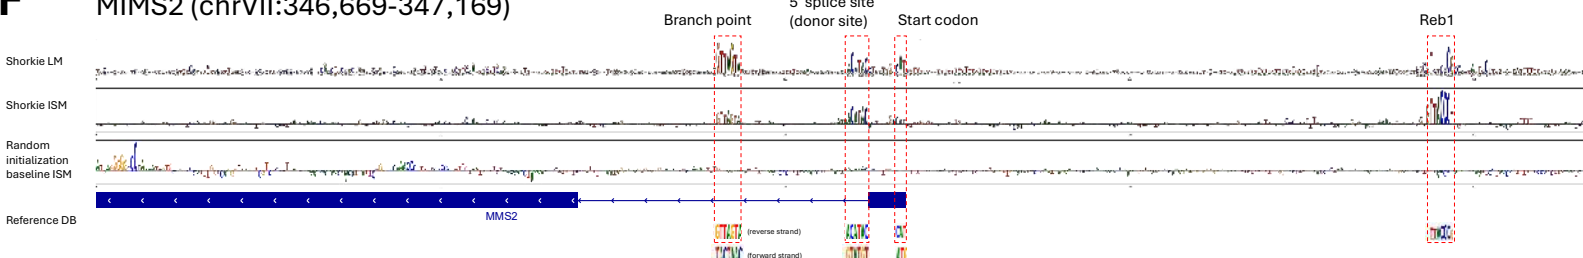 F
MMS2 (chrVII:346,669-347,169)
Branch point
5' splice site
(donor site)
Start codon
Reb1
Shorkie LM
Shorkie ISM
Random
initialization
baseline ISM
Reference DB
MMS2
(reverse strand)
(forward strand)